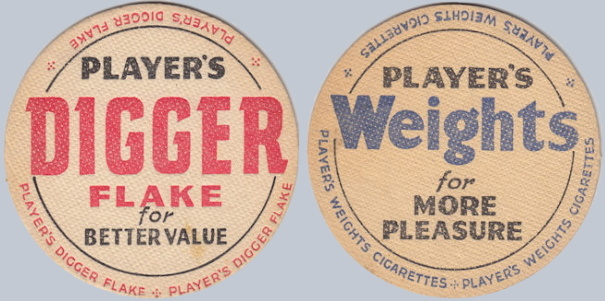 PLAYER'S DIGGER FLAKE
PLAYER'S
DIGGER
FLAKE
for
BETTER VALUE
PLAYER'S DIGGER FLAKE ✣ PLAYER'S DIGGER FLAKE
PLAYER'S WEIGHTS CIGARETTES
PLAYER'S
Weights
for
MORE
PLEASURE
PLAYER'S WEIGHTS CIGARETTES ✣ PLAYER'S WEIGHTS CIGARETTES